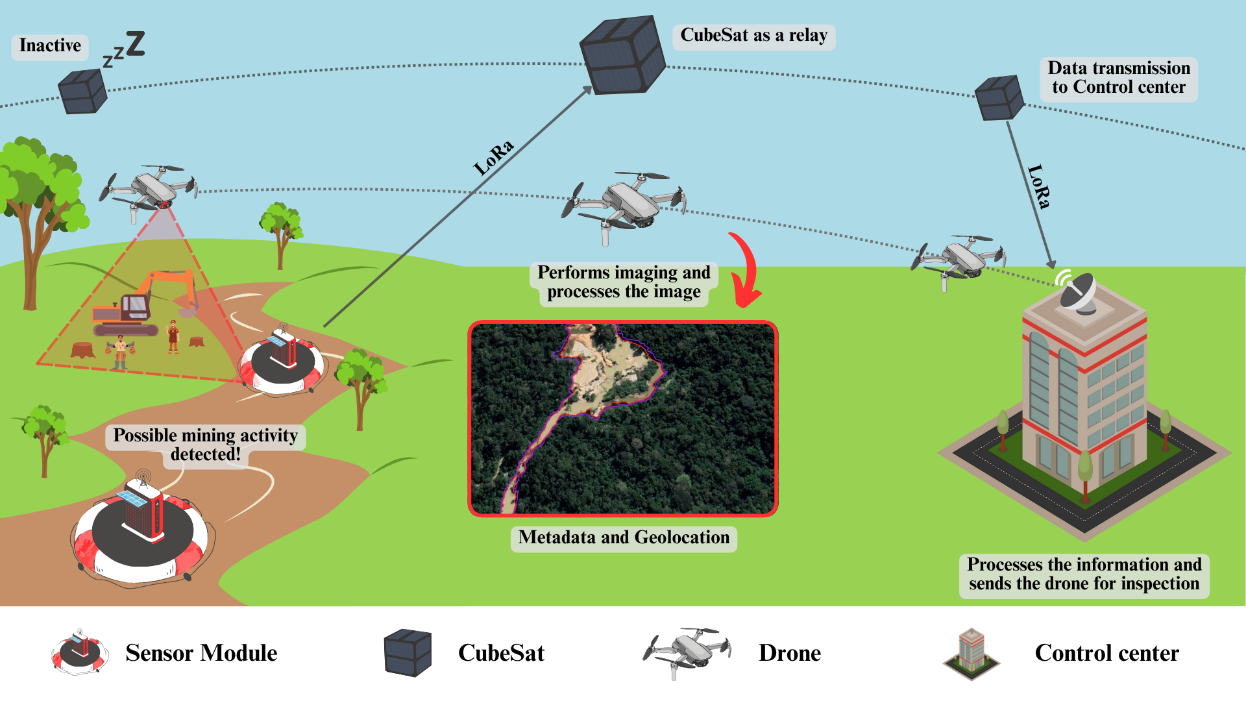 Inactive
zzZ
CubeSat as a relay
Data transmission
to Control center
LoRa
LoRa
Performs imaging and
processes the image
Possible mining activity
detected!
Metadata and Geolocation
Processes the information and
sends the drone for inspection
Sensor Module
CubeSat
Drone
Control center